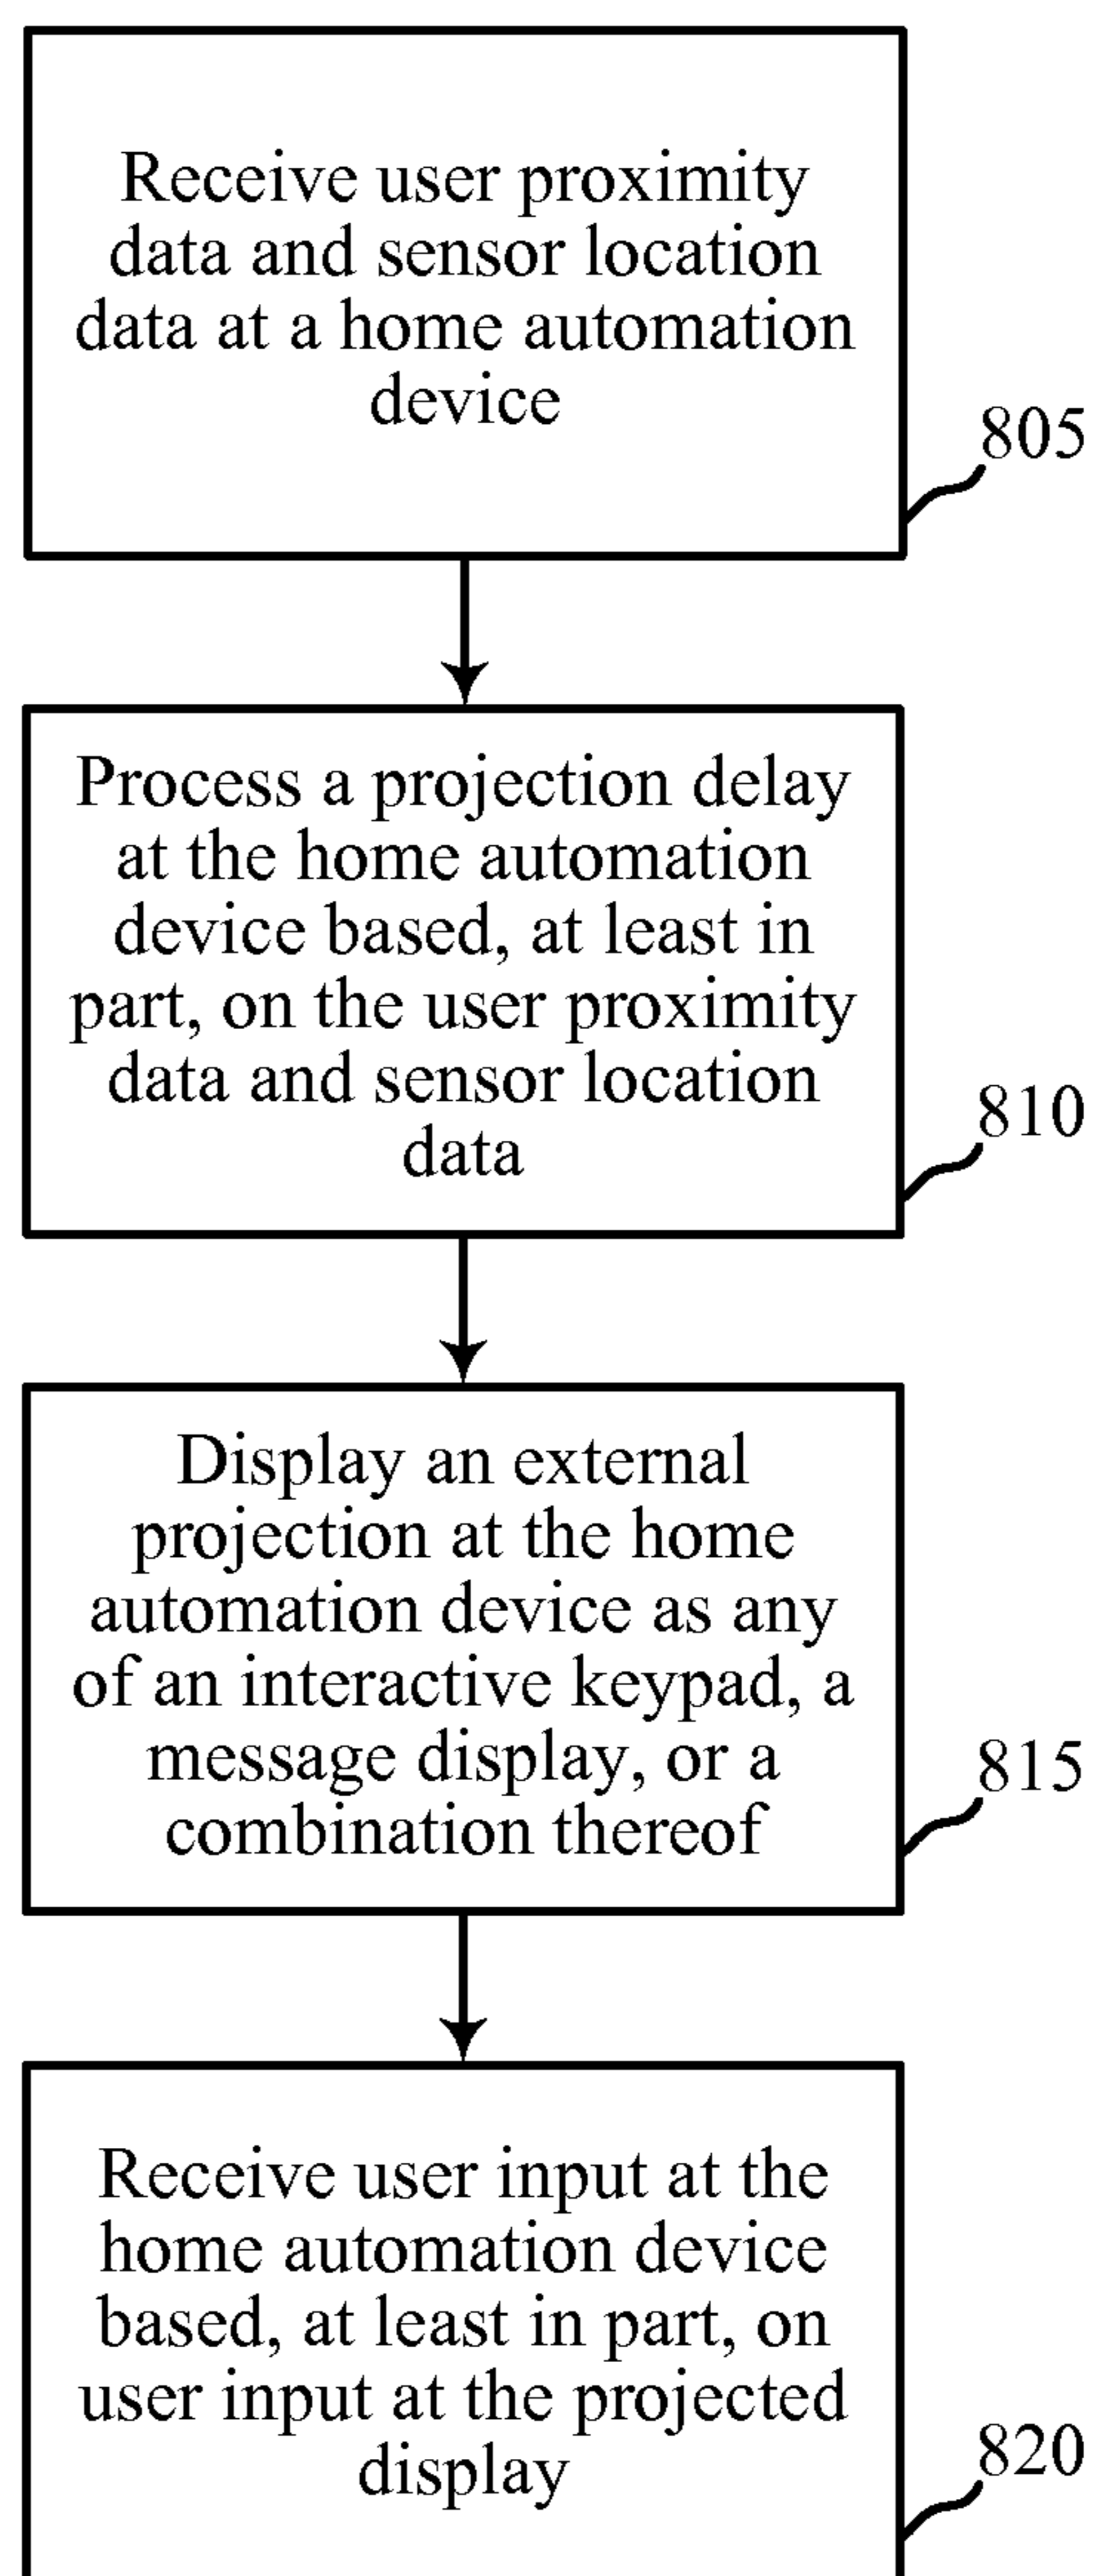 Receive user proximity
data and sensor location
data at a home automation
device
805
Process a projection delay
at the home automation
device based, at least in
part, on the user proximity
data and sensor location
data
810
Display an external
projection at the home
automation device as any
of an interactive keypad, a
message display, or a
combination thereof
815
Receive user input at the
home automation device
based, at least in part, on
user input at the projected
display
820